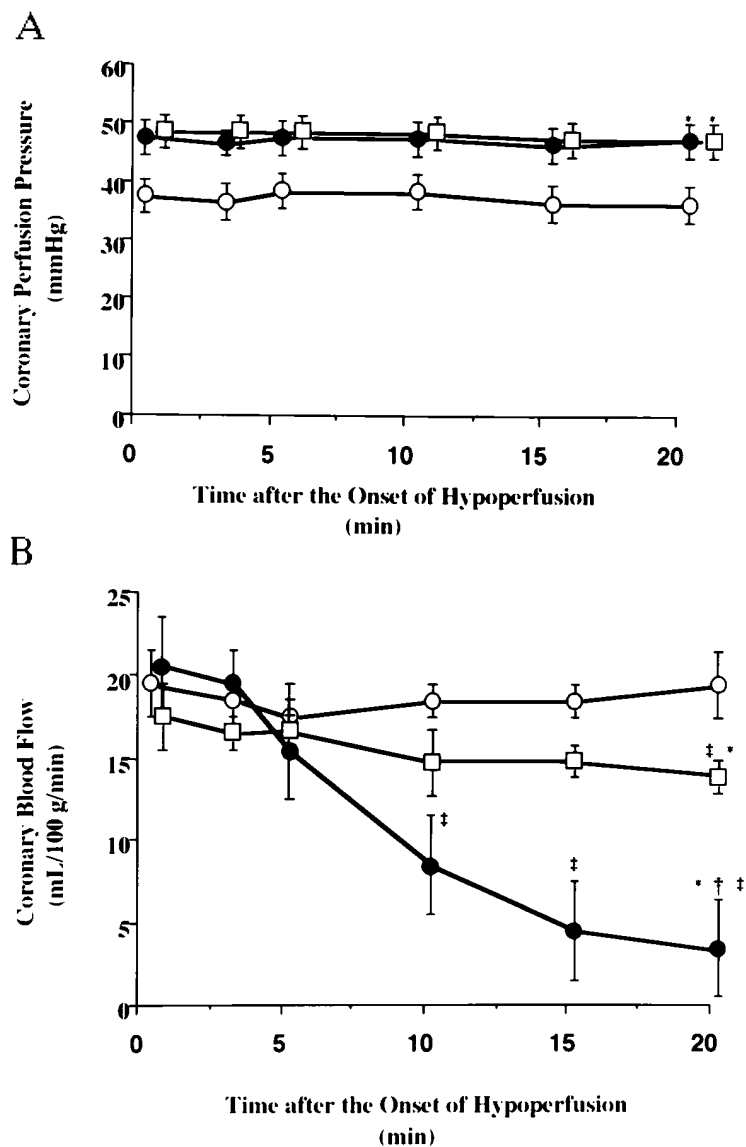 A
Coronary Perfusion Pressure
(mmHg)
60
50
40
30
20
10
0
* *
0 5 10 15 20
Time after the Onset of Hypoperfusion
(min)
B
Coronary Blood Flow
(mL/100 g/min)
25
20
15
10
5
0
‡ *
‡
‡
* † ‡
0 5 10 15 20
Time after the Onset of Hypoperfusion
(min)